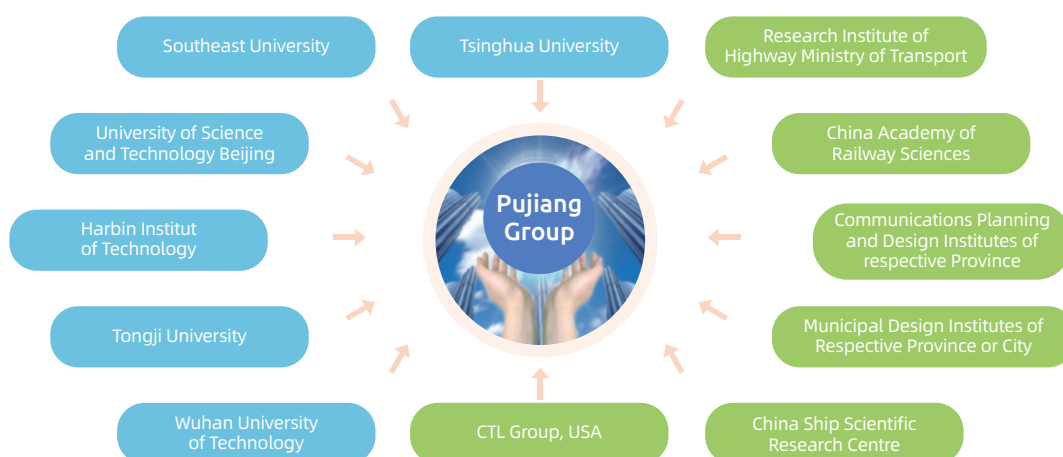 Southeast University
Tsinghua University
Research Institute of
Highway Ministry of Transport
University of Science
and Technology Beijing
China Academy of
Railway Sciences
Pujiang
Group
Harbin Institut
of Technology
Communications Planning
and Design Institutes of
respective Province
Tongji University
Municipal Design Institutes of
Respective Province or City
Wuhan University
of Technology
CTL Group, USA
China Ship Scientific
Research Centre